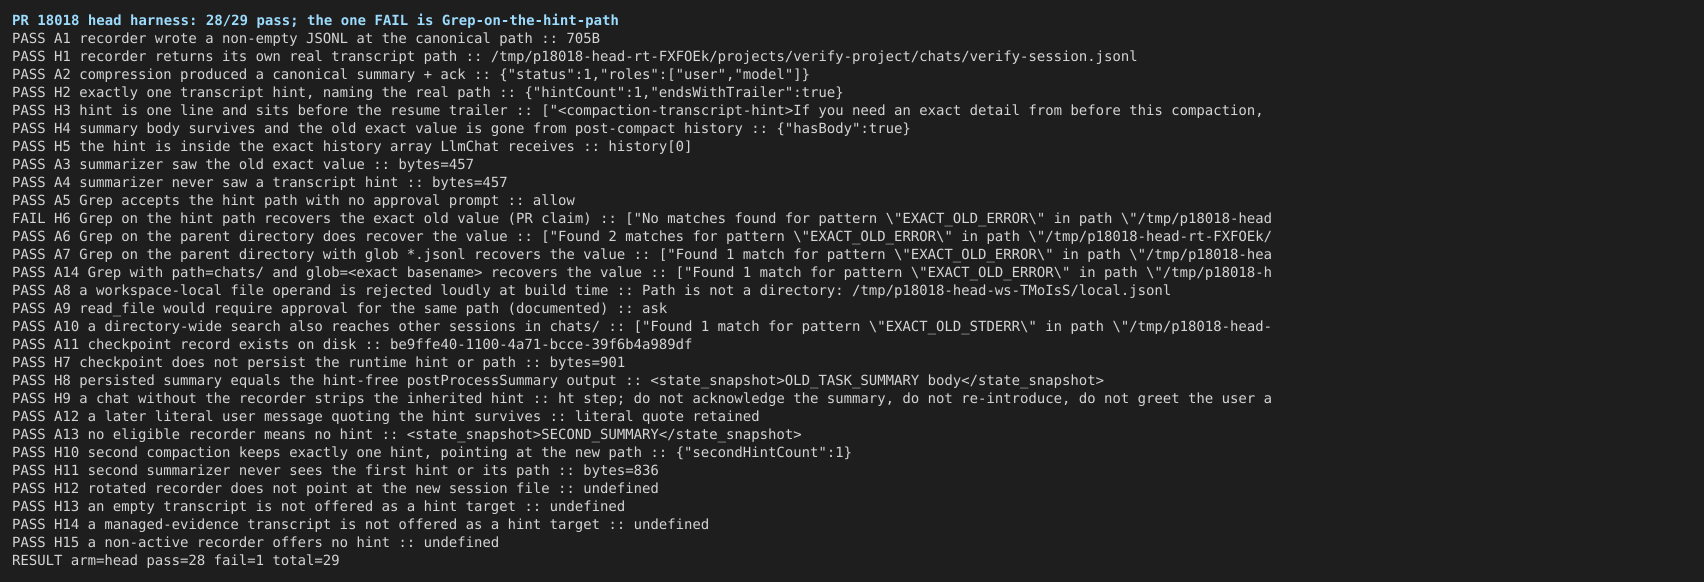 PR 18018 head harness: 28/29 pass; the one FAIL is Grep-on-the-hint-path
PASS A1 recorder wrote a non-empty JSONL at the canonical path :: 705B
PASS H1 recorder returns its own real transcript path :: /tmp/p18018-head-rt-FXFOEk/projects/verify-project/chats/verify-session.jsonl
PASS A2 compression produced a canonical summary + ack :: {"status":1,"roles":["user","model"]}
PASS H2 exactly one transcript hint, naming the real path :: {"hintCount":1,"endsWithTrailer":true}
PASS H3 hint is one line and sits before the resume trailer :: ["<compaction-transcript-hint>If you need an exact detail from before this compaction,
PASS H4 summary body survives and the old exact value is gone from post-compact history :: {"hasBody":true}
PASS H5 the hint is inside the exact history array LlmChat receives :: history[0]
PASS A3 summarizer saw the old exact value :: bytes=457
PASS A4 summarizer never saw a transcript hint :: bytes=457
PASS A5 Grep accepts the hint path with no approval prompt :: allow
FAIL H6 Grep on the hint path recovers the exact old value (PR claim) :: ["No matches found for pattern \"EXACT_OLD_ERROR\" in path \"/tmp/p18018-head
PASS A6 Grep on the parent directory does recover the value :: ["Found 2 matches for pattern \"EXACT_OLD_ERROR\" in path \"/tmp/p18018-head-rt-FXFOEk/
PASS A7 Grep on the parent directory with glob *.jsonl recovers the value :: ["Found 1 match for pattern \"EXACT_OLD_ERROR\" in path \"/tmp/p18018-hea
PASS A14 Grep with path=chats/ and glob=<exact basename> recovers the value :: ["Found 1 match for pattern \"EXACT_OLD_ERROR\" in path \"/tmp/p18018-h
PASS A8 a workspace-local file operand is rejected loudly at build time :: Path is not a directory: /tmp/p18018-head-ws-TMoIsS/local.jsonl
PASS A9 read_file would require approval for the same path (documented) :: ask
PASS A10 a directory-wide search also reaches other sessions in chats/ :: ["Found 1 match for pattern \"EXACT_OLD_STDERR\" in path \"/tmp/p18018-head-
PASS A11 checkpoint record exists on disk :: be9ffe40-1100-4a71-bcce-39f6b4a989df
PASS H7 checkpoint does not persist the runtime hint or path :: bytes=901
PASS H8 persisted summary equals the hint-free postProcessSummary output :: <state_snapshot>OLD_TASK_SUMMARY body</state_snapshot>
PASS H9 a chat without the recorder strips the inherited hint :: ht step; do not acknowledge the summary, do not re-introduce, do not greet the user a
PASS A12 a later literal user message quoting the hint survives :: literal quote retained
PASS A13 no eligible recorder means no hint :: <state_snapshot>SECOND_SUMMARY</state_snapshot>
PASS H10 second compaction keeps exactly one hint, pointing at the new path :: {"secondHintCount":1}
PASS H11 second summarizer never sees the first hint or its path :: bytes=836
PASS H12 rotated recorder does not point at the new session file :: undefined
PASS H13 an empty transcript is not offered as a hint target :: undefined
PASS H14 a managed-evidence transcript is not offered as a hint target :: undefined
PASS H15 a non-active recorder offers no hint :: undefined
RESULT arm=head pass=28 fail=1 total=29